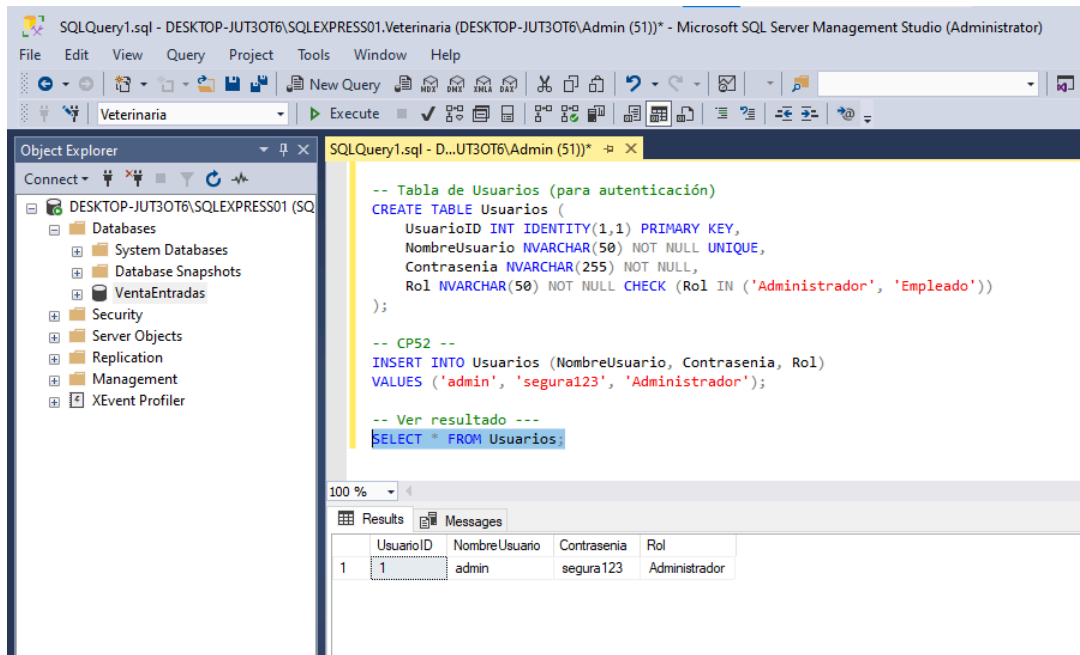 SQLQuery1.sql - DESKTOP-JUT3OT6\SQLEXPRESS01.Veterinaria (DESKTOP-JUT3OT6\Admin (51))* - Microsoft SQL Server Management Studio (Administrator)
File Edit View Query Project Tools Window Help
New Query MDX DMX XMLA DAX
Veterinaria Execute
Object Explorer
Connect
DESKTOP-JUT3OT6\SQLEXPRESS01 (SQ
Databases
System Databases
Database Snapshots
VentaEntradas
Security
Server Objects
Replication
Management
XEvent Profiler
SQLQuery1.sql - D...UT3OT6\Admin (51))*
-- Tabla de Usuarios (para autenticación)
CREATE TABLE Usuarios (
UsuarioID INT IDENTITY(1,1) PRIMARY KEY,
NombreUsuario NVARCHAR(50) NOT NULL UNIQUE,
Contrasenia NVARCHAR(255) NOT NULL,
Rol NVARCHAR(50) NOT NULL CHECK (Rol IN ('Administrador', 'Empleado'))
);
-- CP52 --
INSERT INTO Usuarios (NombreUsuario, Contrasenia, Rol)
VALUES ('admin', 'segura123', 'Administrador');
-- Ver resultado ---
SELECT * FROM Usuarios;
100 %
Results Messages
UsuarioID NombreUsuario Contrasenia Rol
1 1 admin segura123 Administrador